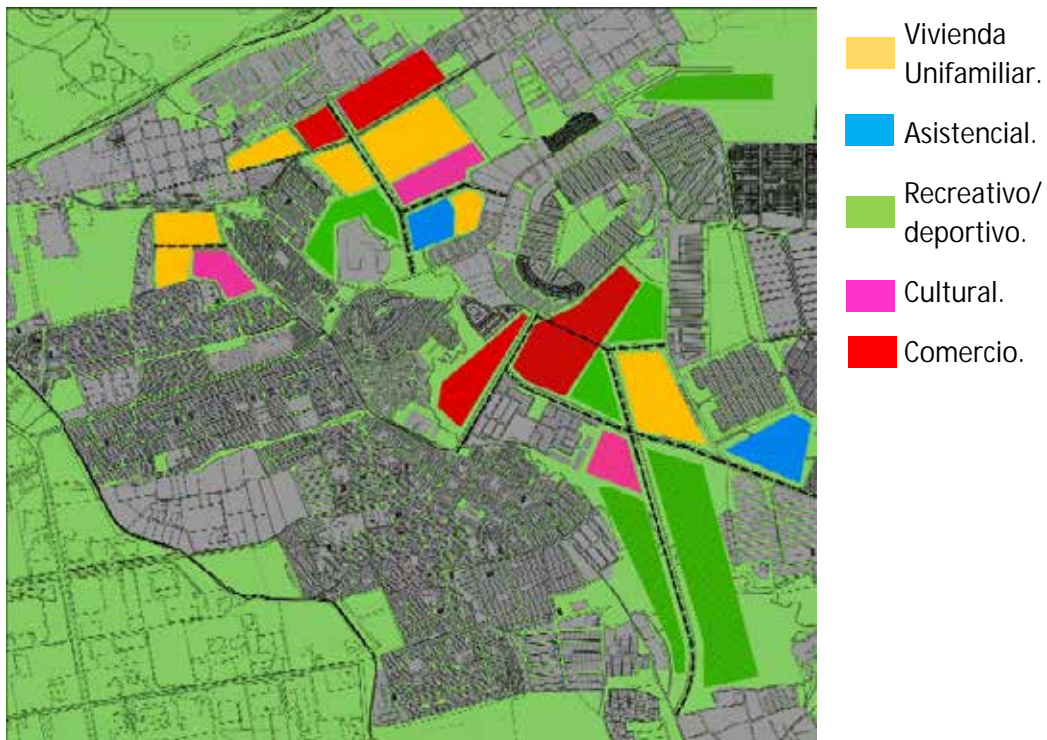 Vivienda
Unifamiliar.
Asistencial.
Recreativo/
deportivo.
Cultural.
Comercio.